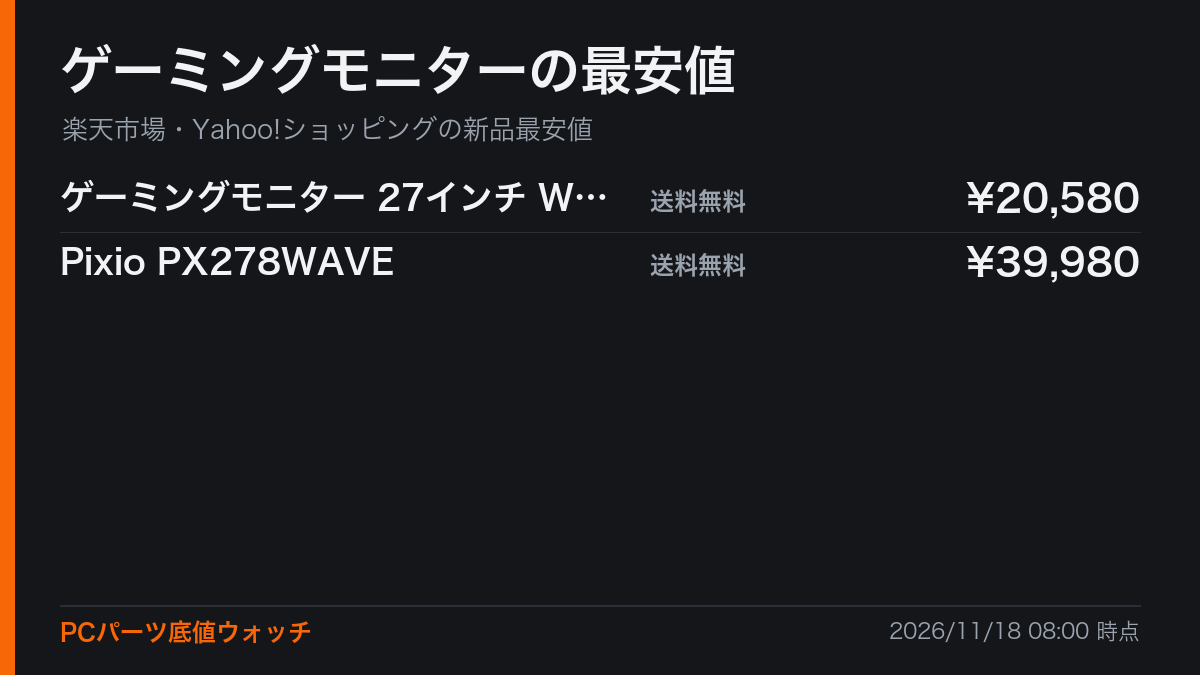 ゲーミングモニターの最安値
楽天市場・Yahoo!ショッピングの新品最安値
ゲーミングモニター 27インチ W… 送料無料 ¥20,580
Pixio PX278WAVE 送料無料 ¥39,980
PCパーツ底値ウォッチ 2026/11/18 08:00 時点